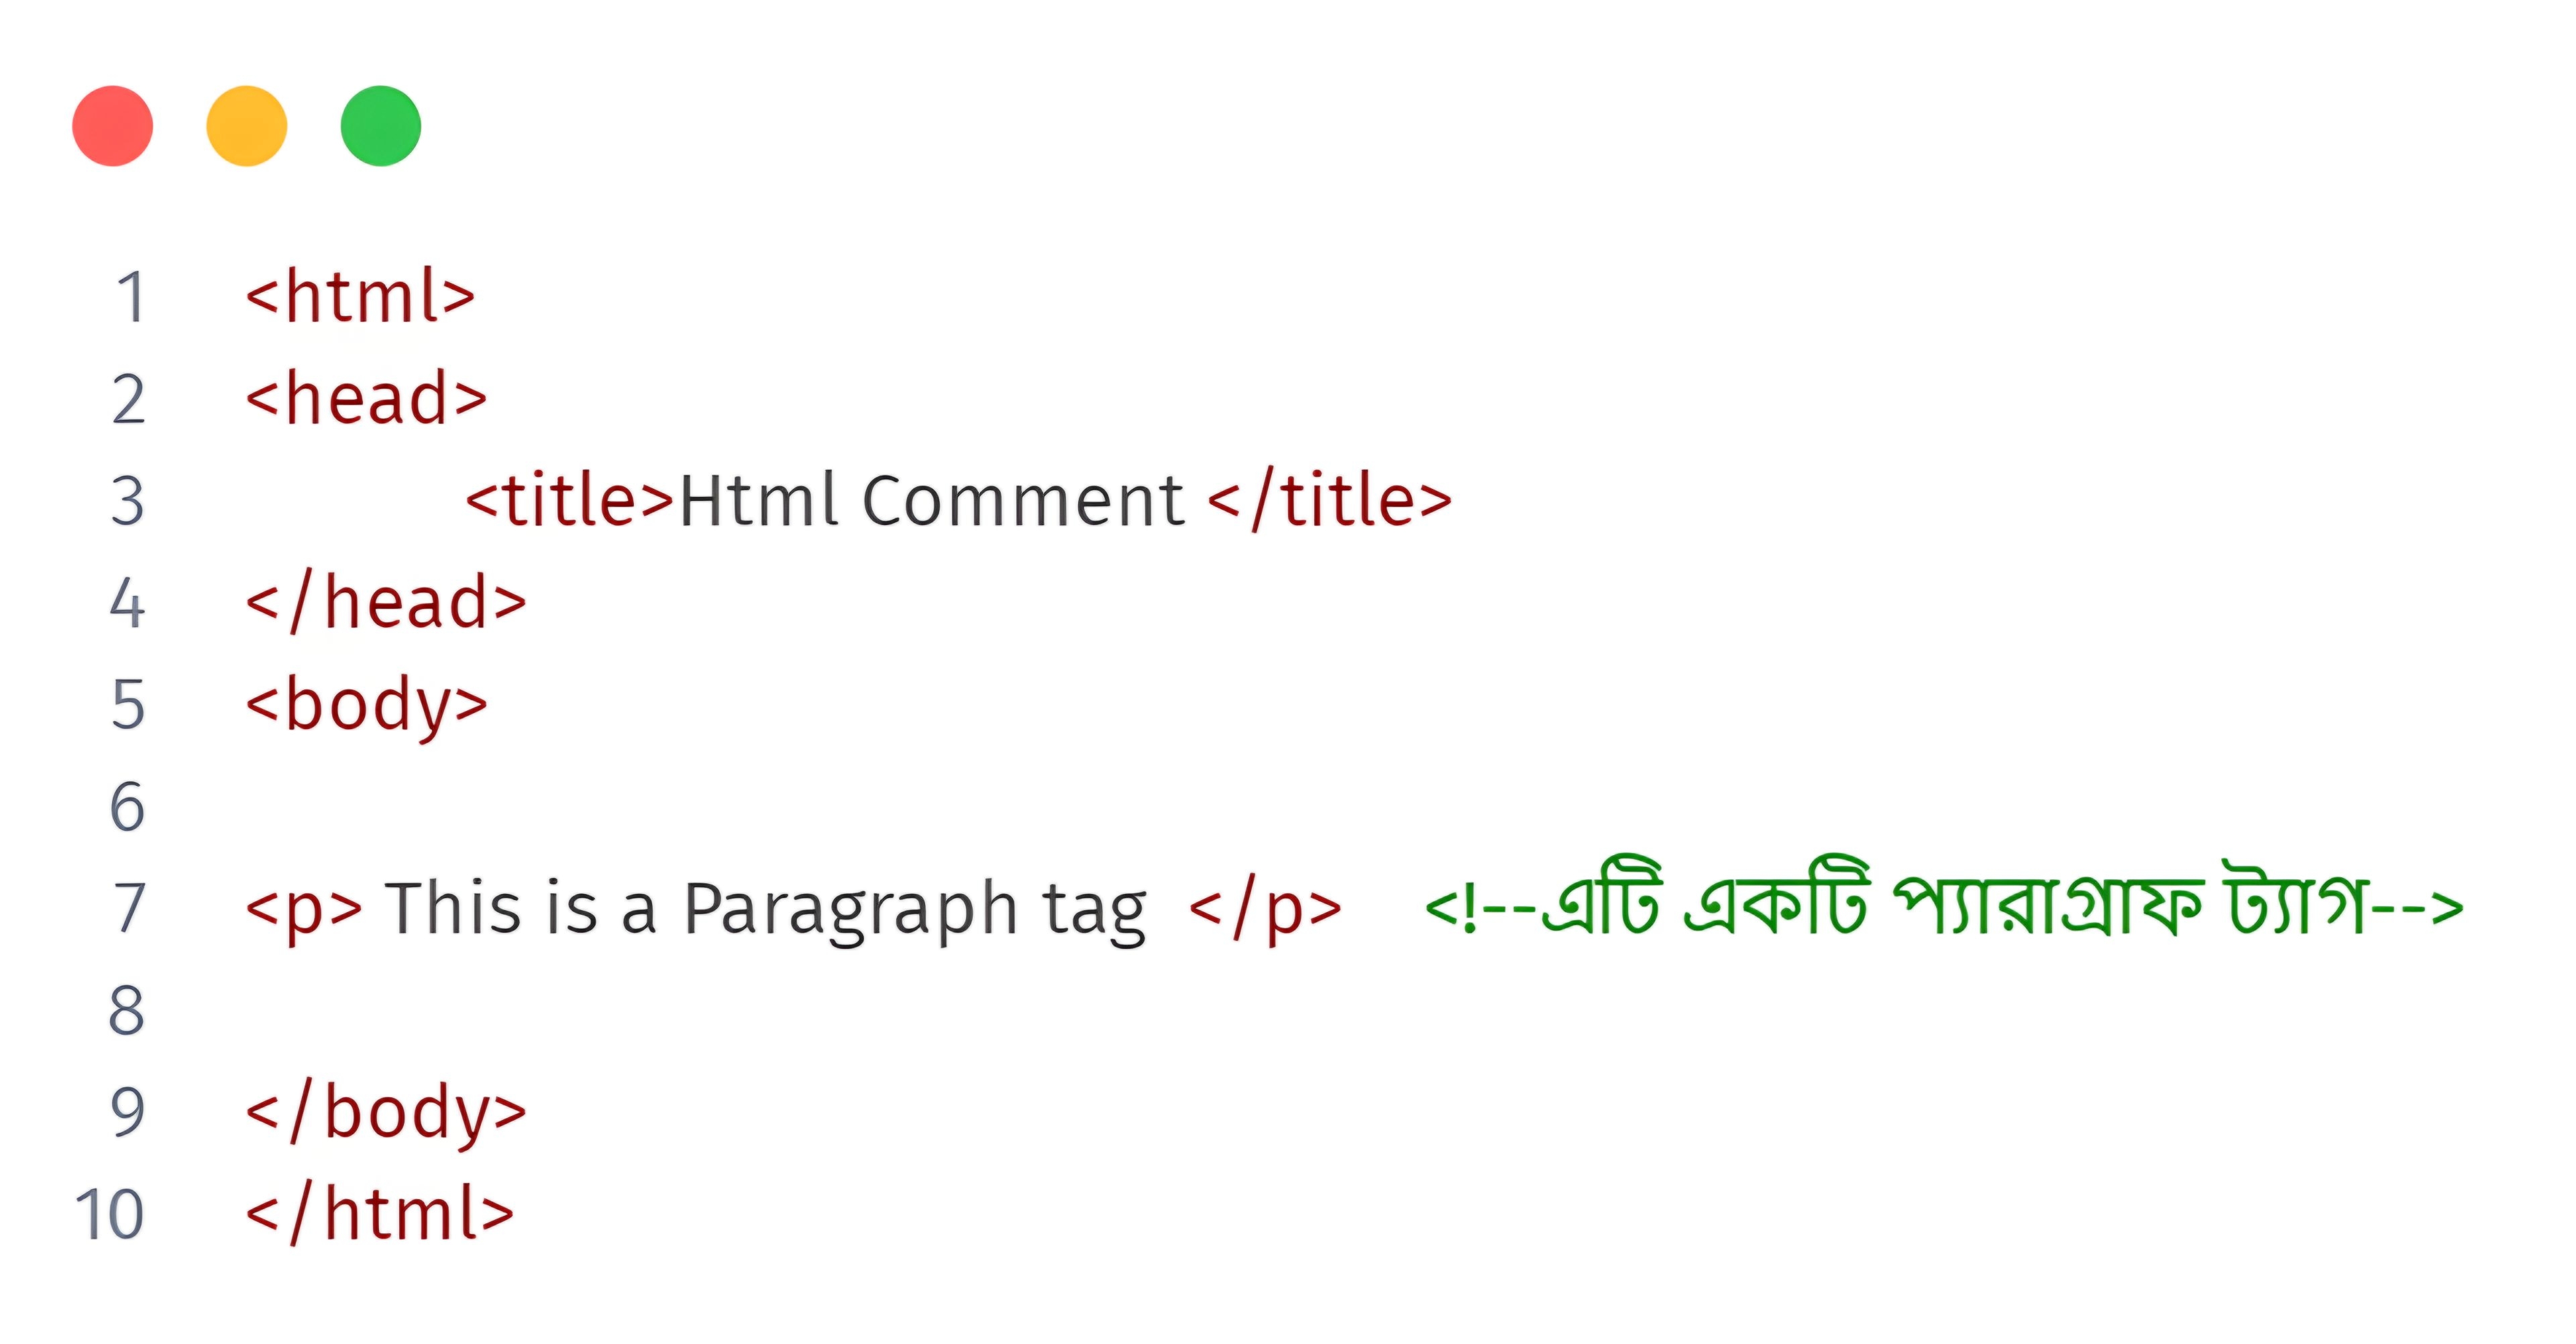 1 <html>
2 <head>
3 <title>Html Comment </title>
4 </head>
5 <body>
6
7 <p> This is a Paragraph tag </p> <!--এটি একটি প্যারাগ্রাফ ট্যাগ-->
8
9 </body>
10 </html>